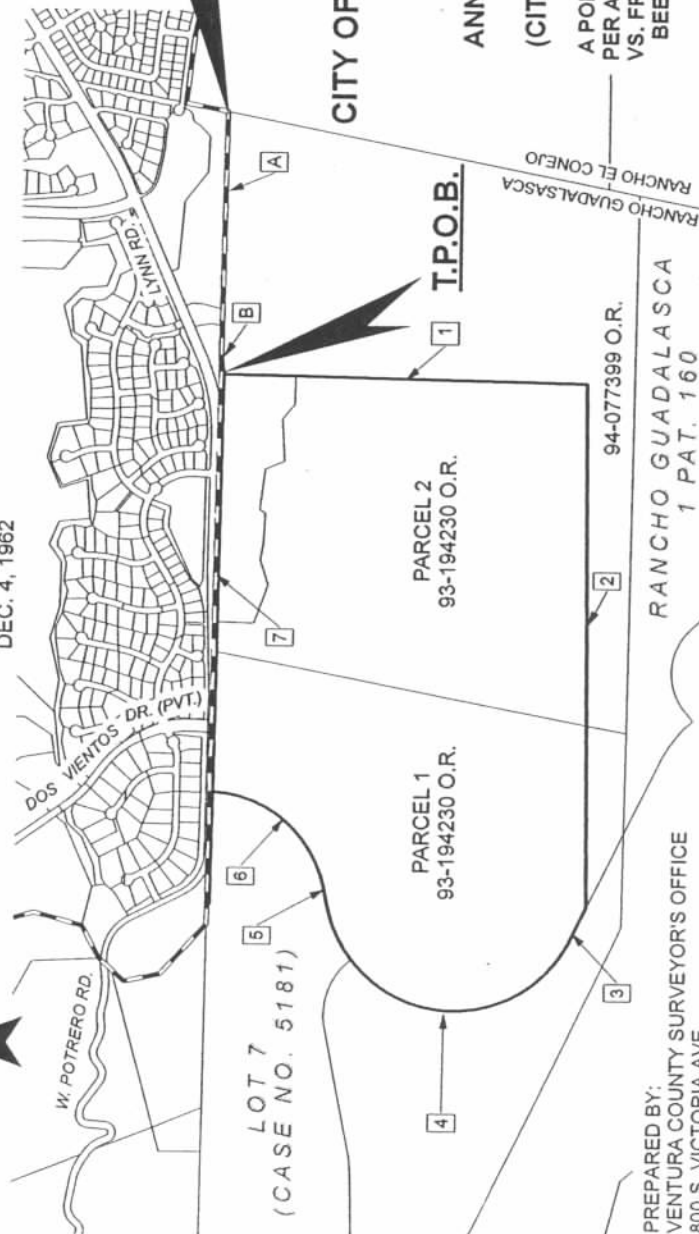 DEC. 4, 1962
CITY OF
ANN
(CIT
A PO
PER A
VS. FR
BEE
DOS VIENTOS DR. (PVT.)
LYNN RD.
W. POTRERO RD.
A
B
T.P.O.B.
RANCHO EL CONEJO
RANCHO GUADALSASCA
7
1
6
5
LOT 7
(CASE NO. 5181)
PARCEL 1
93-194230 O.R.
PARCEL 2
93-194230 O.R.
94-077399 O.R.
2
4
3
RANCHO GUADALASCA
1 PAT. 160
PREPARED BY:
VENTURA COUNTY SURVEYOR'S OFFICE
800 S. VICTORIA AVE